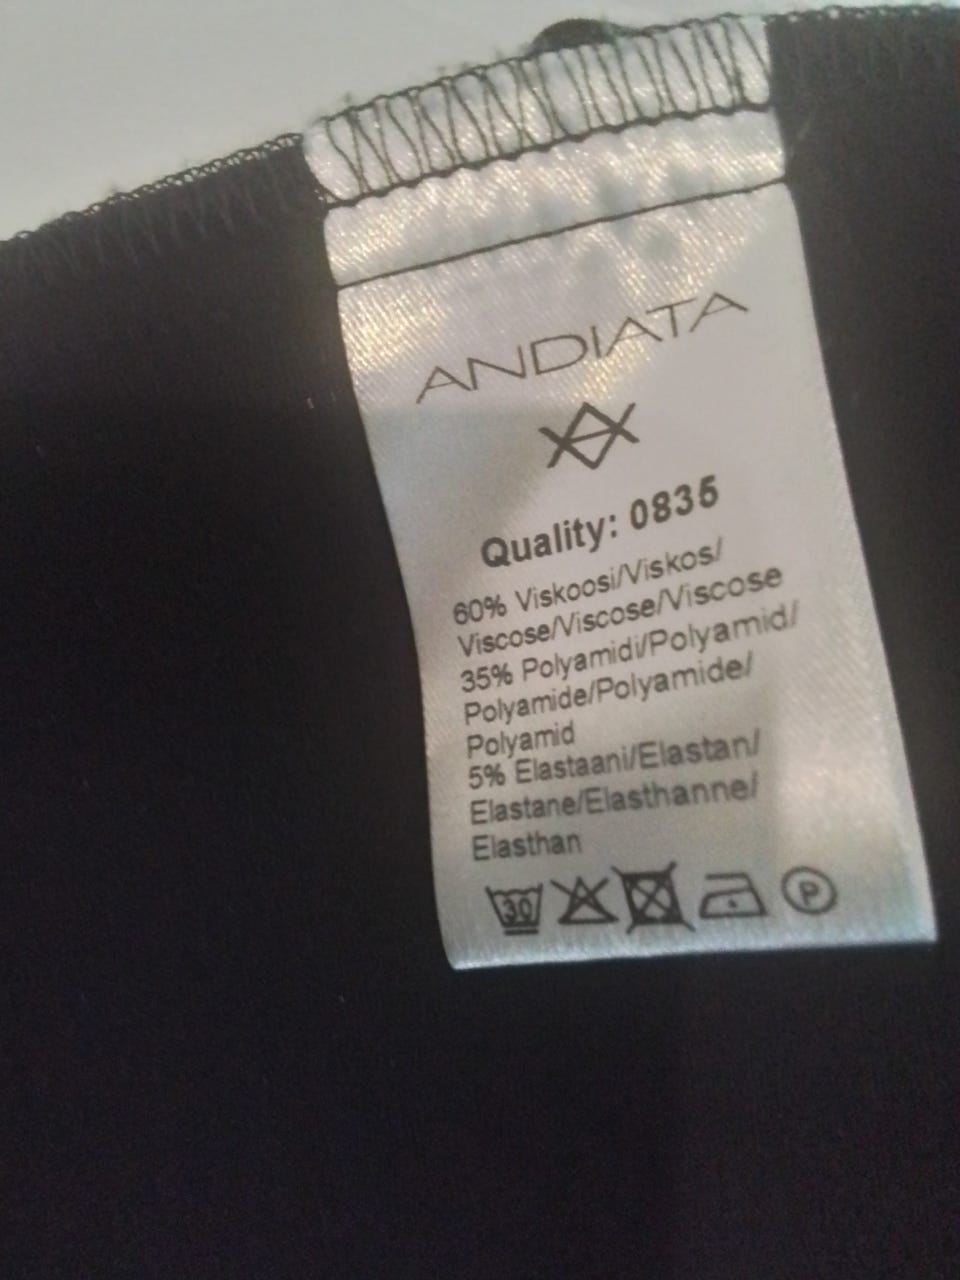 ANDIATA
Quality: 0835
60% Viskoosi/Viskos/
Viscose/Viscose/Viscose
35% Polyamidi/Polyamid/
Polyamide/Polyamide/
Polyamid
5% Elastaani/Elastan/
Elastane/Elasthanne/
Elasthan
30 P